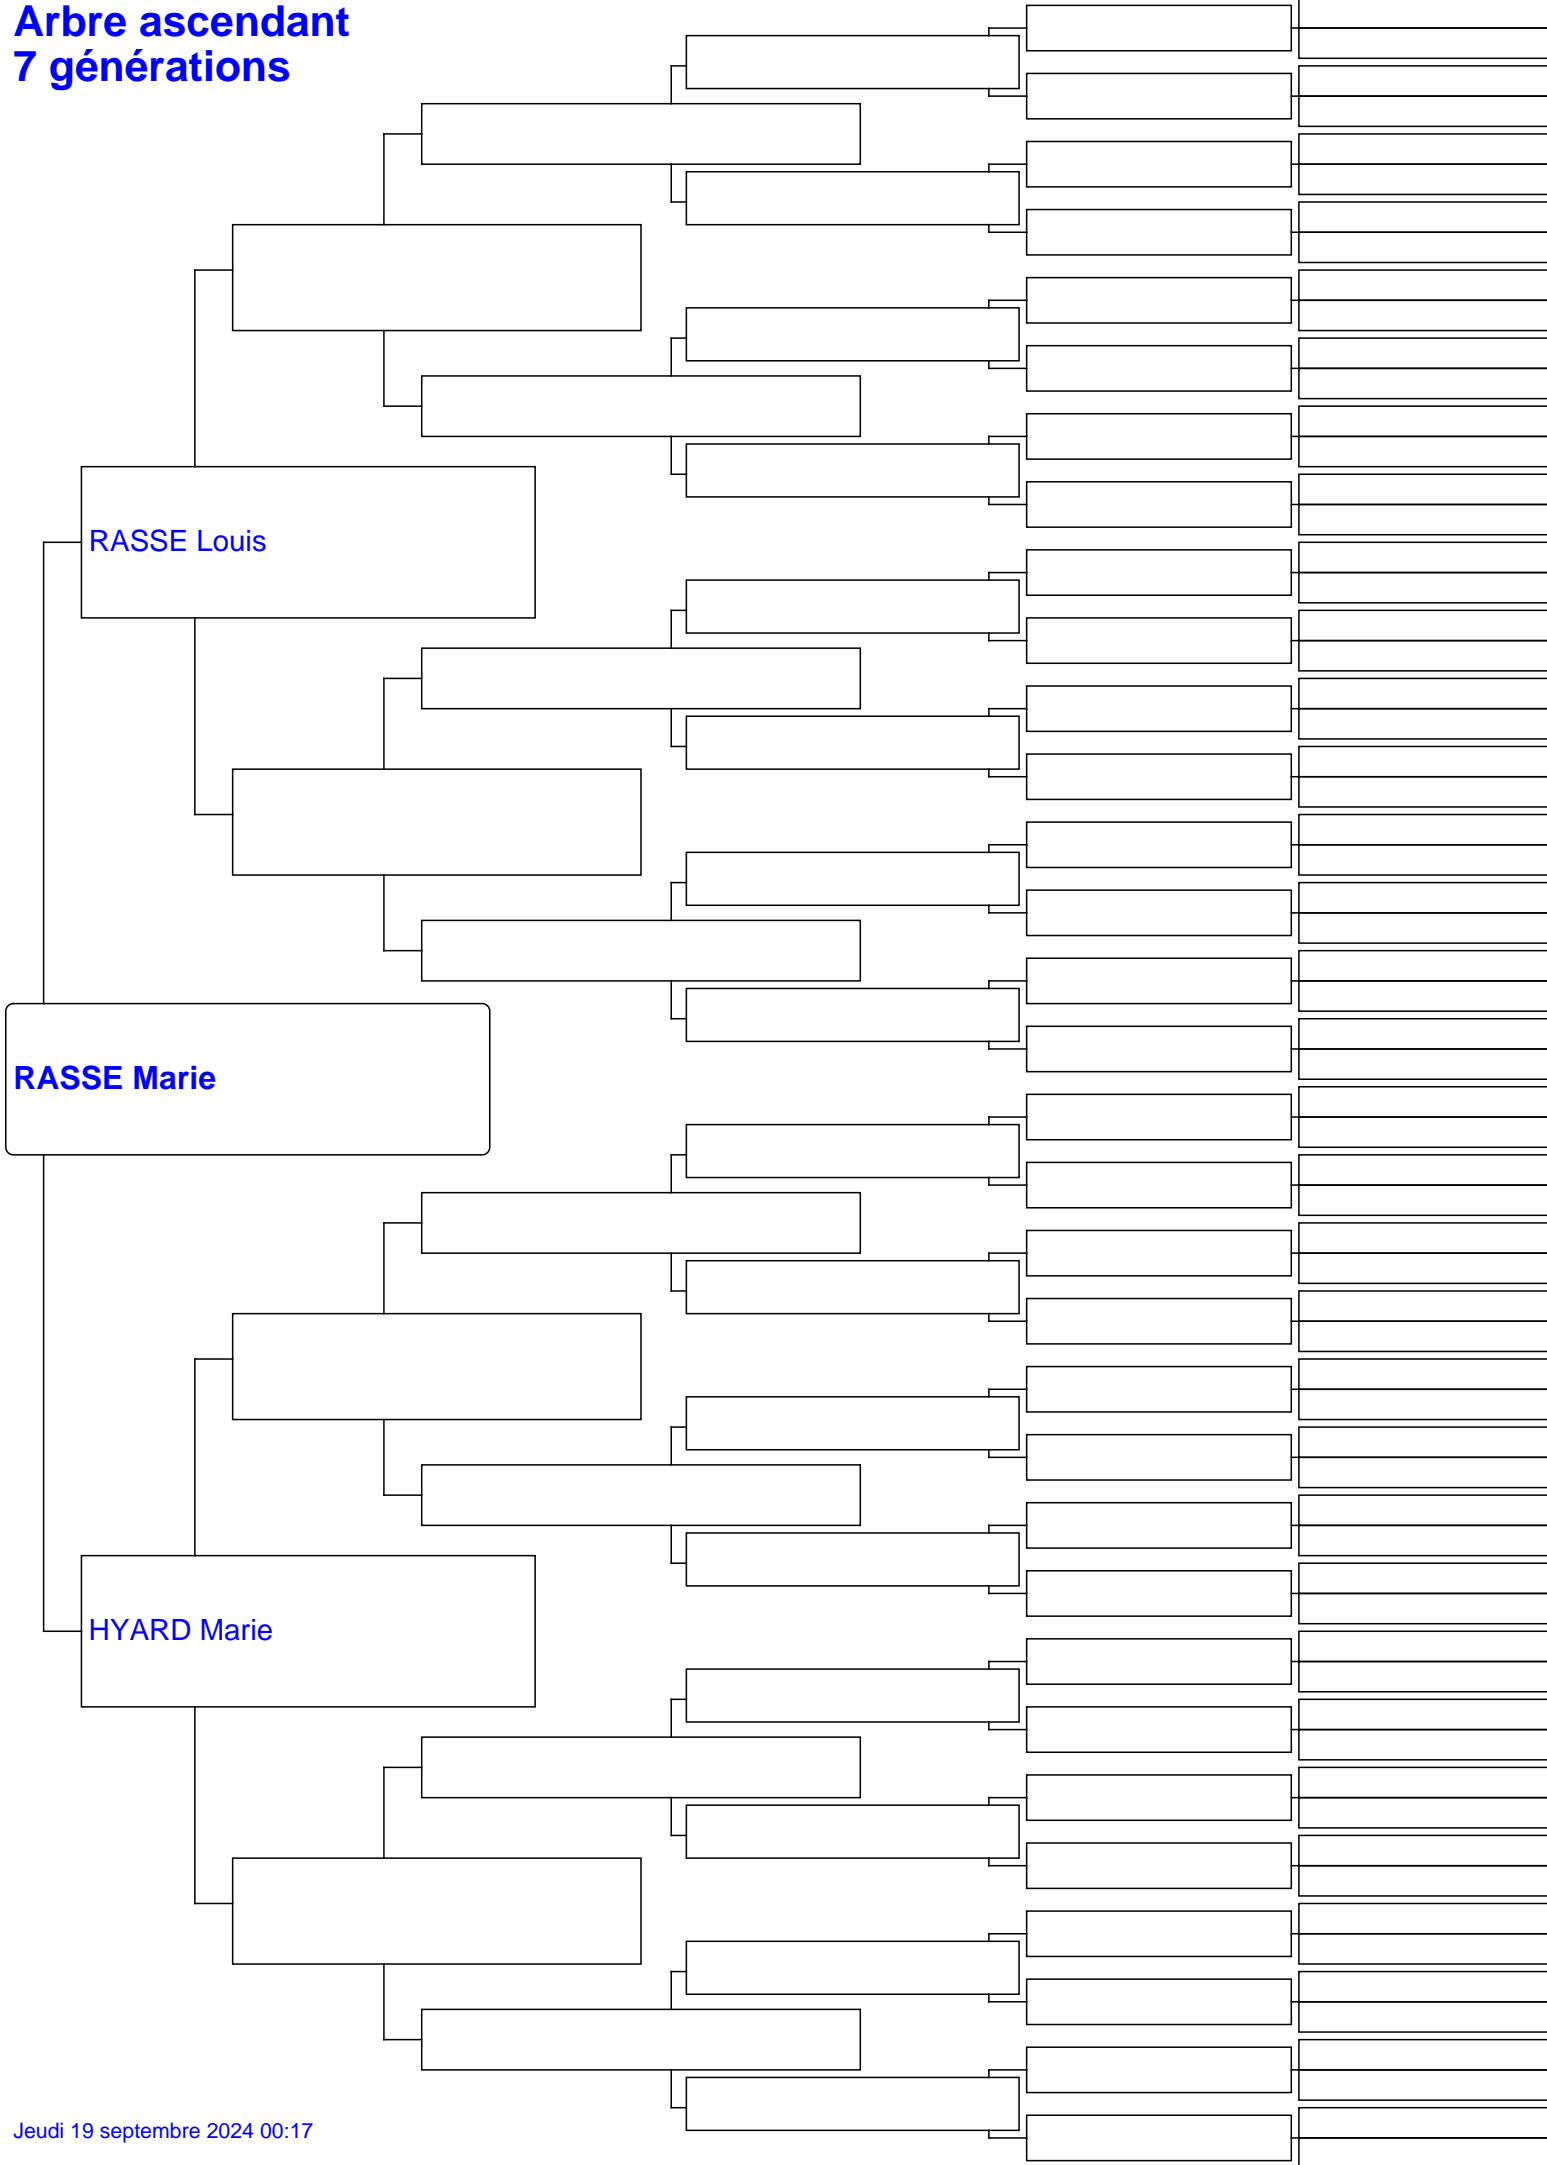 Arbre ascendant
7 générations
RASSE Louis
RASSE Marie
HYARD Marie
Jeudi 19 septembre 2024 00:17